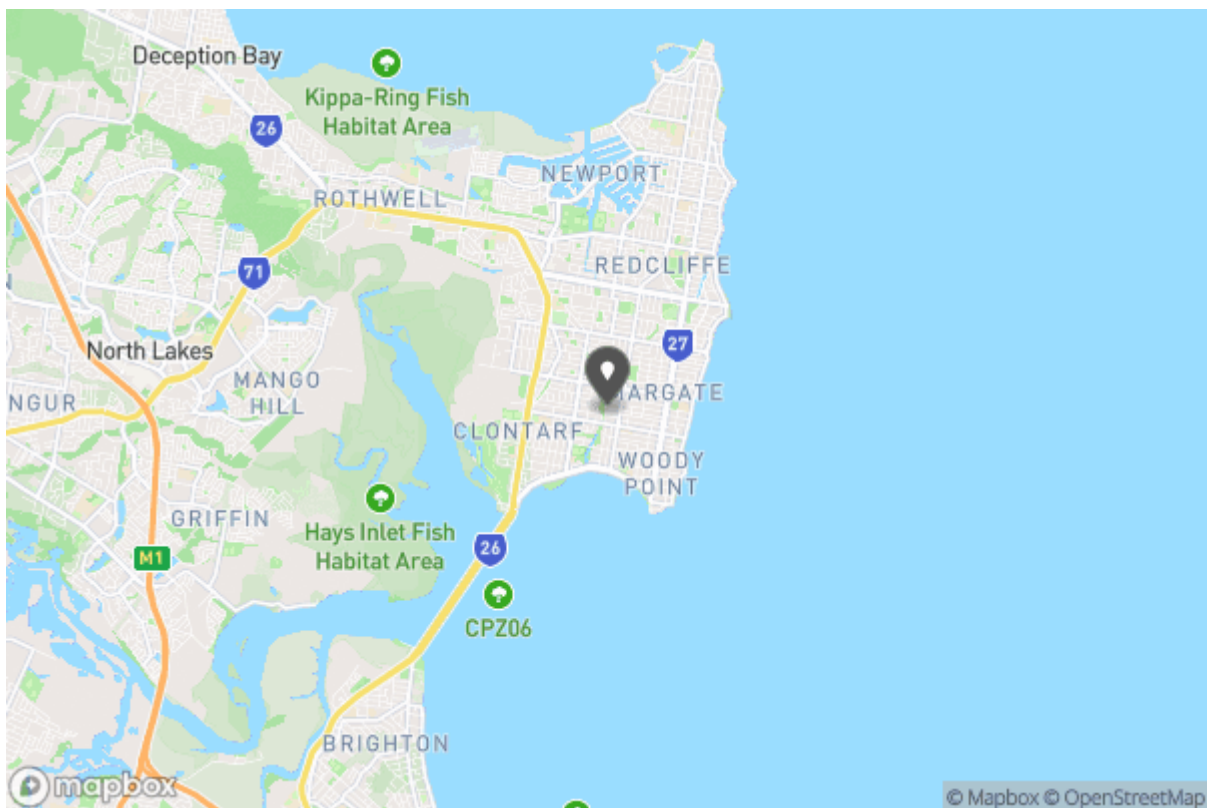 Deception Bay
Kippa-Ring Fish
Habitat Area
26
NEWPORT
ROTHWELL
71
REDCLIFFE
27
North Lakes
MANGO
HILL
NGUR
ARGATE
CLONTARF
WOODY
POINT
GRIFFIN
Hays Inlet Fish
Habitat Area
26
M1
CPZ06
BRIGHTON
mapbox
© Mapbox © OpenStreetMap